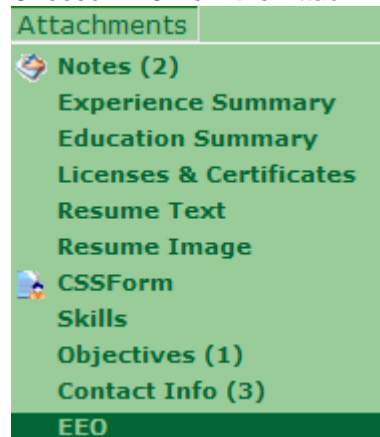 Attachments
Notes (2)
Experience Summary
Education Summary
Licenses & Certificates
Resume Text
Resume Image
CSSForm
Skills
Objectives (1)
Contact Info (3)
EEO